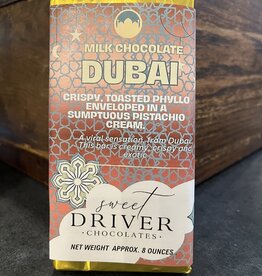 MILK CHOCOLATE
DUBAI
CRISPY, TOASTED PHYLLO
ENVELOPED IN A
SUMPTUOUS PISTACHIO
CREAM.
A viral sensation, from Dubai.
This bar is creamy, crispy and
exotic
sweet
DRIVER
• CHOCOLATES •
NET WEIGHT APPROX. 8 OUNCES